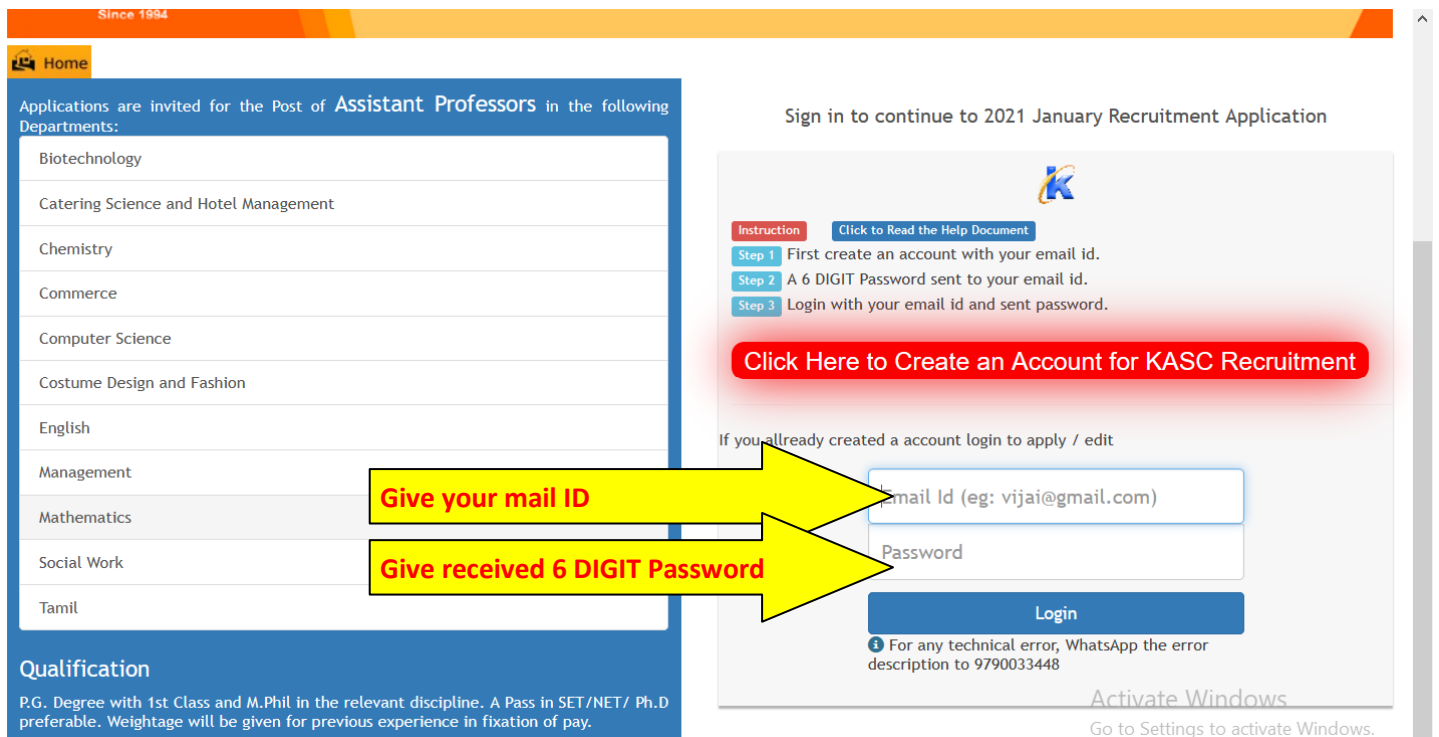 Since 1994
Home
Applications are invited for the Post of Assistant Professors in the following
Departments:
Biotechnology
Catering Science and Hotel Management
Chemistry
Commerce
Computer Science
Costume Design and Fashion
English
Management
Mathematics
Social Work
Tamil
Qualification
P.G. Degree with 1st Class and M.Phil in the relevant discipline. A Pass in SET/NET/ Ph.D
preferable. Weightage will be given for previous experience in fixation of pay.
Sign in to continue to 2021 January Recruitment Application
Instruction Click to Read the Help Document
Step 1 First create an account with your email id.
Step 2 A 6 DIGIT Password sent to your email id.
Step 3 Login with your email id and sent password.
Click Here to Create an Account for KASC Recruitment
If you allready created a account login to apply / edit
Give your mail ID
Email Id (eg: vijai@gmail.com)
Give received 6 DIGIT Password
Password
Login
For any technical error, WhatsApp the error
description to 9790033448
Activate Windows
Go to Settings to activate Windows.